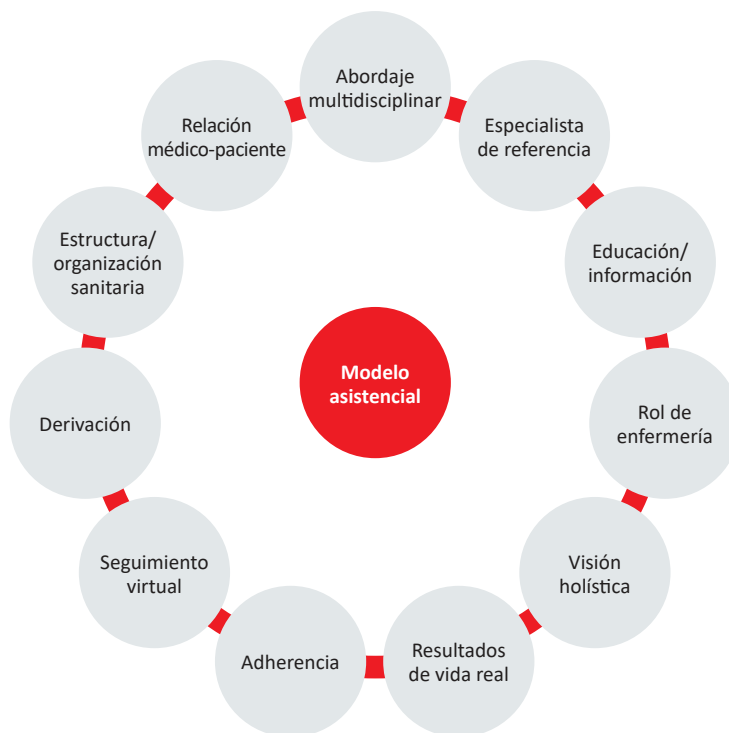 Abordaje
multidisciplinar
Especialista
de referencia
Educación/
información
Rol de
enfermería
Visión
holística
Resultados
de vida real
Adherencia
Seguimiento
virtual
Derivación
Estructura/
organización
sanitaria
Relación
médico-paciente
Modelo
asistencial